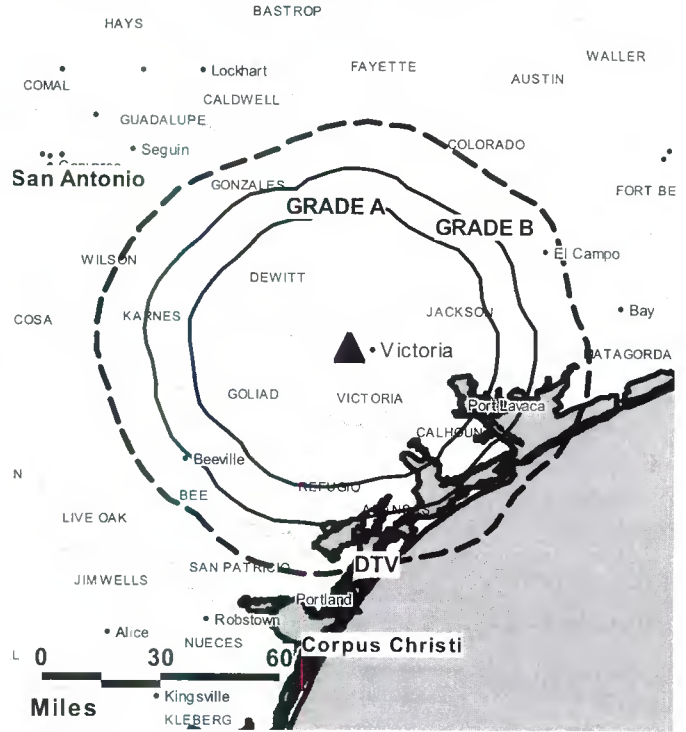 BASTROP
HAYS
WALLER
Lockhart
FAYETTE
AUSTIN
COMAL
CALDWELL
GUADALUPE
Seguin
COLORADO
San Antonio
GONZALES
FORT BE
GRADE A
GRADE B
El Campo
WILSON
DEWITT
KARNES
JACKSON
COSA
Bay
Victoria
ATAGORDA
GOLIAD
VICTORIA
Port Lavaca
CALHOUN
Beeville
N
REFUGIO
BEE
LIVE OAK
DTV
SAN PATRICIO
JIM WELLS
Portland
Robstown
Alice
NUECES
Corpus Christi
L
0 30 60
Miles
Kingsville
KLEBERG